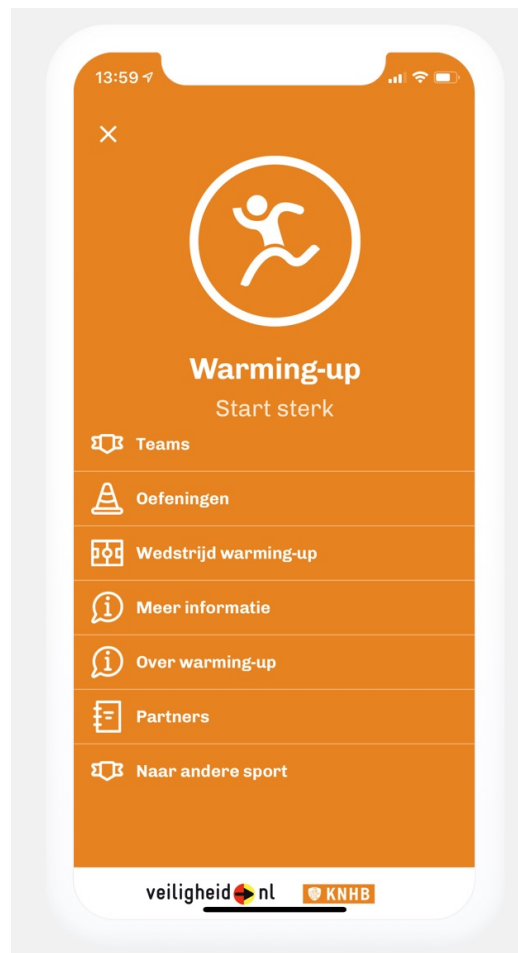 13:59
Warming-up
Start sterk
Teams
Oefeningen
Wedstrijd warming-up
Meer informatie
Over warming-up
Partners
Naar andere sport
veiligheid nl KNHB